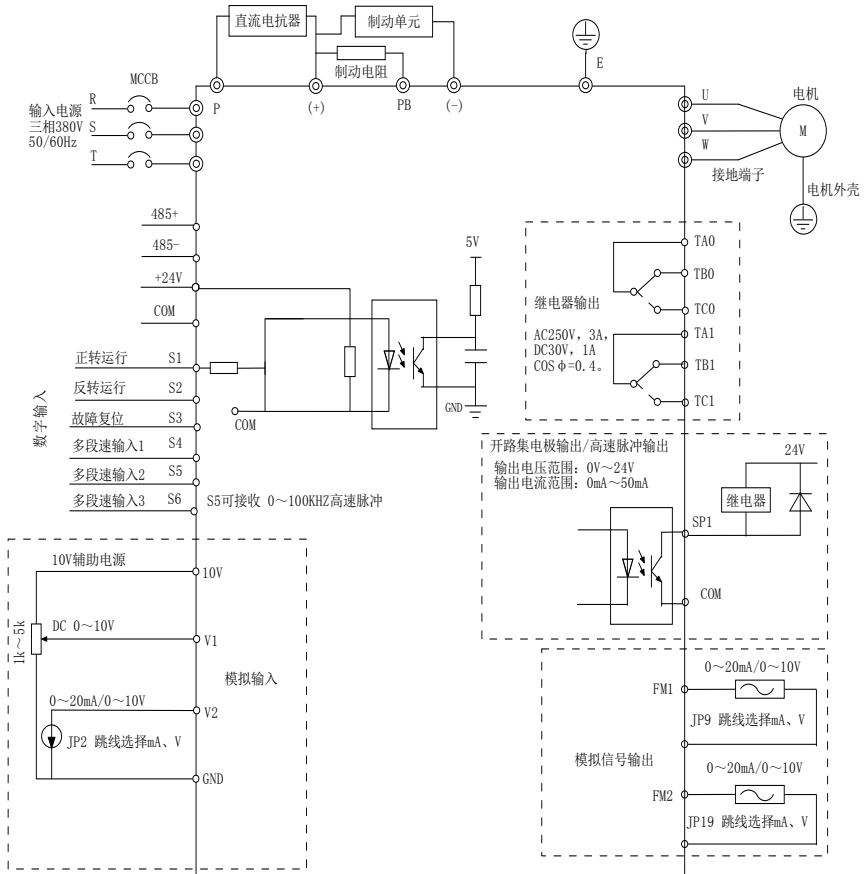 直流电抗器
制动单元
制动电阻
P
(+)
PB
(-)
E
MCCB
R
S
T
输入电源
三相380V
50/60Hz
U
V
W
电机
M
接地端子
电机外壳
485+
485-
+24V
COM
5V
GND
COM
数字输入
正转运行 S1
反转运行 S2
故障复位 S3
多段速输入1 S4
多段速输入2 S5
多段速输入3 S6
S5可接收 0～100KHZ高速脉冲
TA0
TB0
TC0
继电器输出
TA1
AC250V，3A，
DC30V，1A
COSφ=0.4。
TB1
TC1
开路集电极输出/高速脉冲输出
输出电压范围：0V～24V
输出电流范围：0mA～50mA
24V
继电器
SP1
COM
10V辅助电源
10V
1k～5k
DC 0～10V
V1
模拟输入
0～20mA/0～10V
V2
JP2 跳线选择mA、V
GND
0～20mA/0～10V
FM1
JP9 跳线选择mA、V
模拟信号输出
0～20mA/0～10V
FM2
JP19 跳线选择mA、V